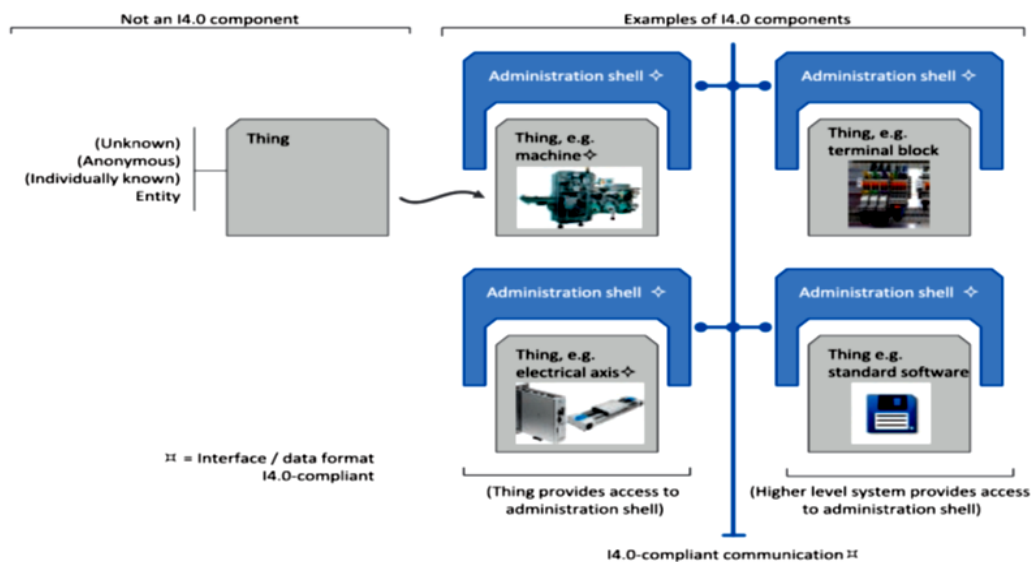 Not an I4.0 component
Examples of I4.0 components
(Unknown)
(Anonymous)
(Individually known)
Entity
Thing
Administration shell ✧
Thing, e.g.
machine✧
Administration shell ✧
Thing, e.g.
terminal block
Administration shell ✧
Thing, e.g.
electrical axis✧
Administration shell ✧
Thing e.g.
standard software
¤ = Interface / data format
I4.0-compliant
(Thing provides access to
administration shell)
(Higher level system provides access
to administration shell)
I4.0-compliant communication ¤